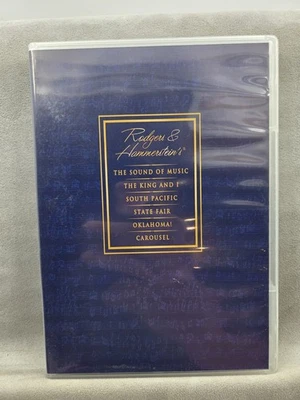 Rodgers &
Hammerstein's
THE SOUND OF MUSIC
THE KING AND I
SOUTH PACIFIC
STATE FAIR
OKLAHOMA!
CAROUSEL